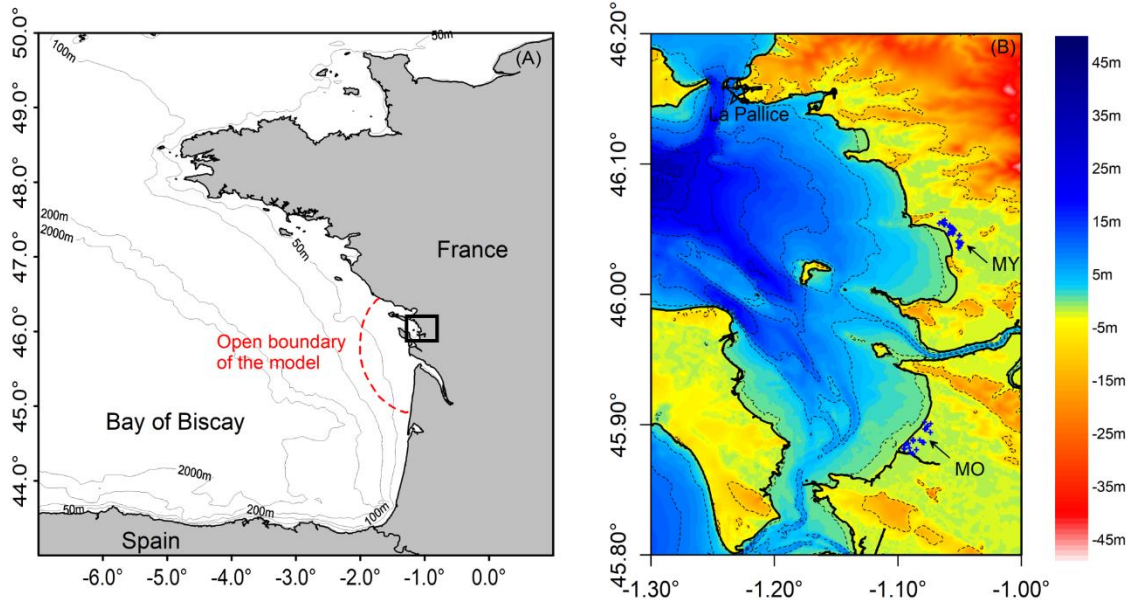 50.0°
49.0°
48.0°
47.0°
46.0°
45.0°
44.0°
-6.0°
-5.0°
-4.0°
-3.0°
-2.0°
-1.0°
0.0°
(A)
100m
50m
200m
2000m
50m
France
Open boundary
of the model
Bay of Biscay
2000m
50m
200m
100m
Spain
46.20°
46.10°
46.00°
45.90°
45.80°
-1.30°
-1.20°
-1.10°
-1.00°
(B)
La Pallice
MY
MO
45m
35m
25m
15m
5m
-5m
-15m
-25m
-35m
-45m